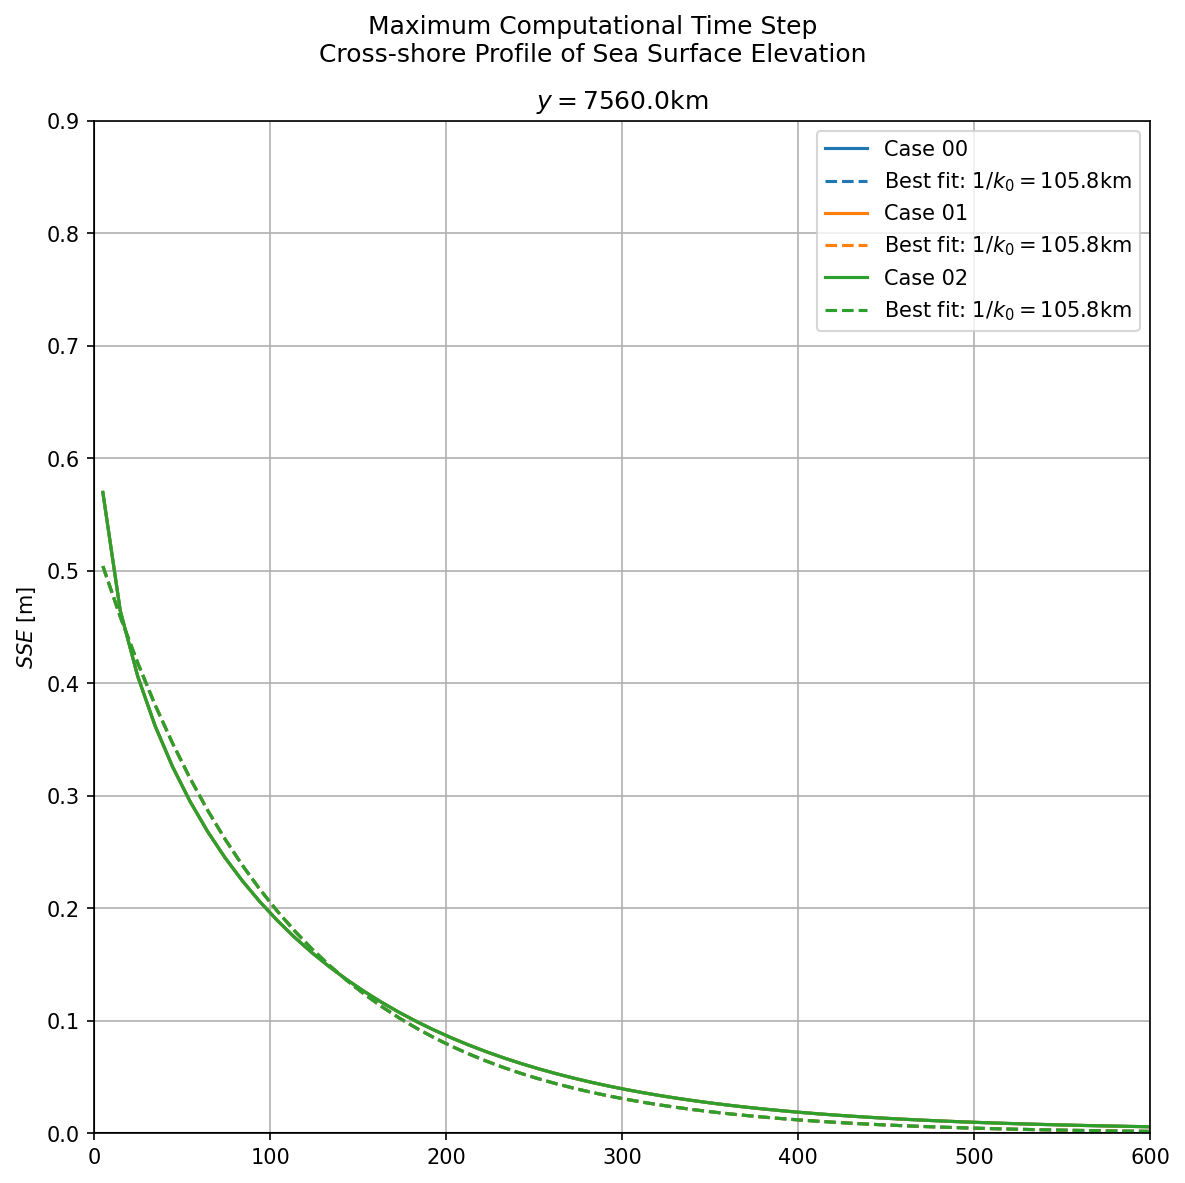 Maximum Computational Time Step
Cross-shore Profile of Sea Surface Elevation
y = 7560.0km
Case 00
Best fit: 1/k₀ = 105.8km
Case 01
Best fit: 1/k₀ = 105.8km
Case 02
Best fit: 1/k₀ = 105.8km
SSE [m]
0.9
0.8
0.7
0.6
0.5
0.4
0.3
0.2
0.1
0.0
0 100 200 300 400 500 600